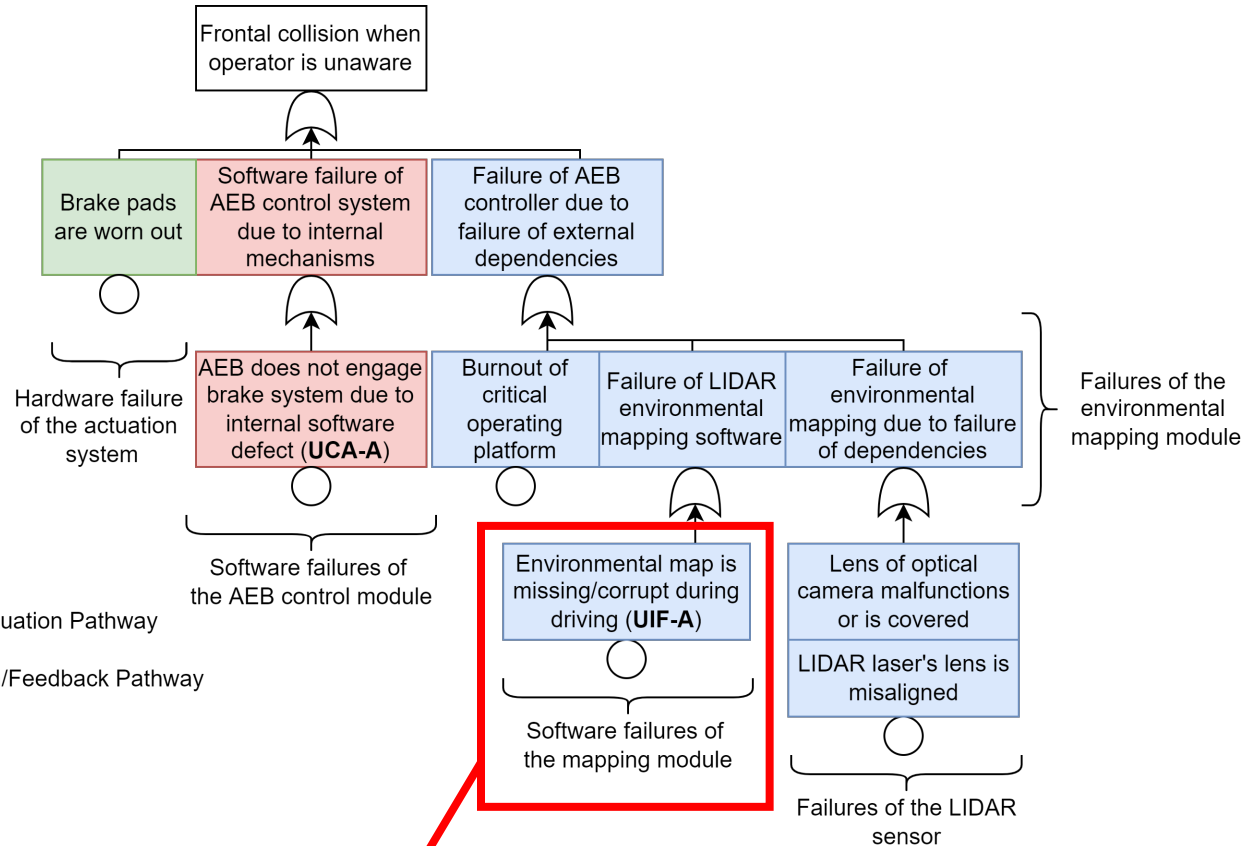 Frontal collision when
operator is unaware
Brake pads
are worn out
Software failure of
AEB control system
due to internal
mechanisms
Failure of AEB
controller due to
failure of external
dependencies
Hardware failure
of the actuation
system
AEB does not engage
brake system due to
internal software
defect (UCA-A)
Burnout of
critical
operating
platform
Failure of LIDAR
environmental
mapping software
Failure of
environmental
mapping due to failure
of dependencies
Failures of the
environmental
mapping module
Software failures of
the AEB control module
Environmental map is
missing/corrupt during
driving (UIF-A)
Lens of optical
camera malfunctions
or is covered
LIDAR laser's lens is
misaligned
uation Pathway
/Feedback Pathway
Software failures of
the mapping module
Failures of the LIDAR
sensor